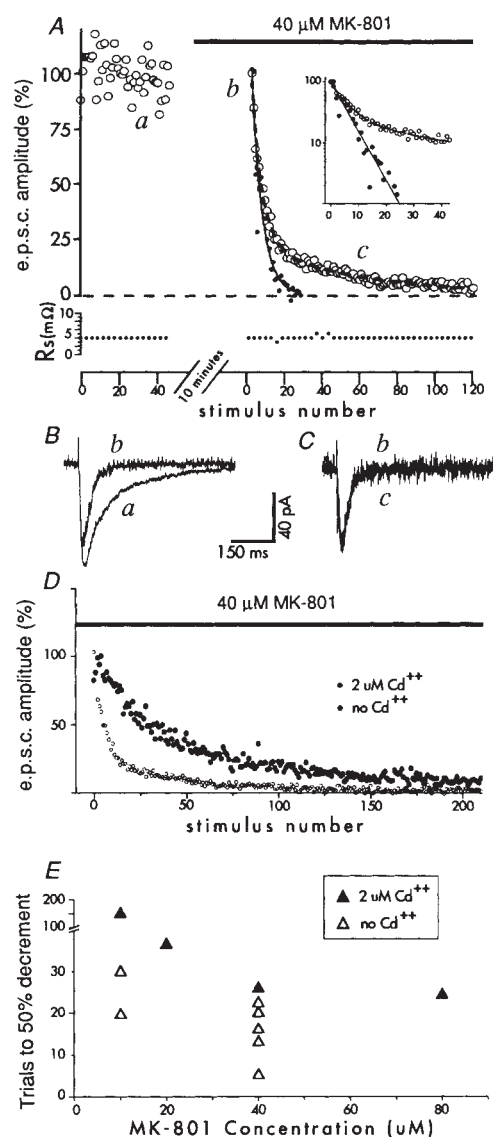 A
40 µM MK-801
e.p.s.c. amplitude (%)
100
75
50
25
0
a
b
c
100
10
0 10 20 30 40
Rs(mΩ)
10
5
0
10 minutes
0 20 40
0 20 40 60 80 100 120
stimulus number
B
b
a
C
b
c
40 pA
150 ms
D
40 µM MK-801
e.p.s.c. amplitude (%)
100
50
2 uM Cd++
no Cd++
0 50 100 150 200
stimulus number
E
Trials to 50% decrement
200
100
30
20
10
0
2 uM Cd++
no Cd++
0 20 40 60 80
MK-801 Concentration (uM)